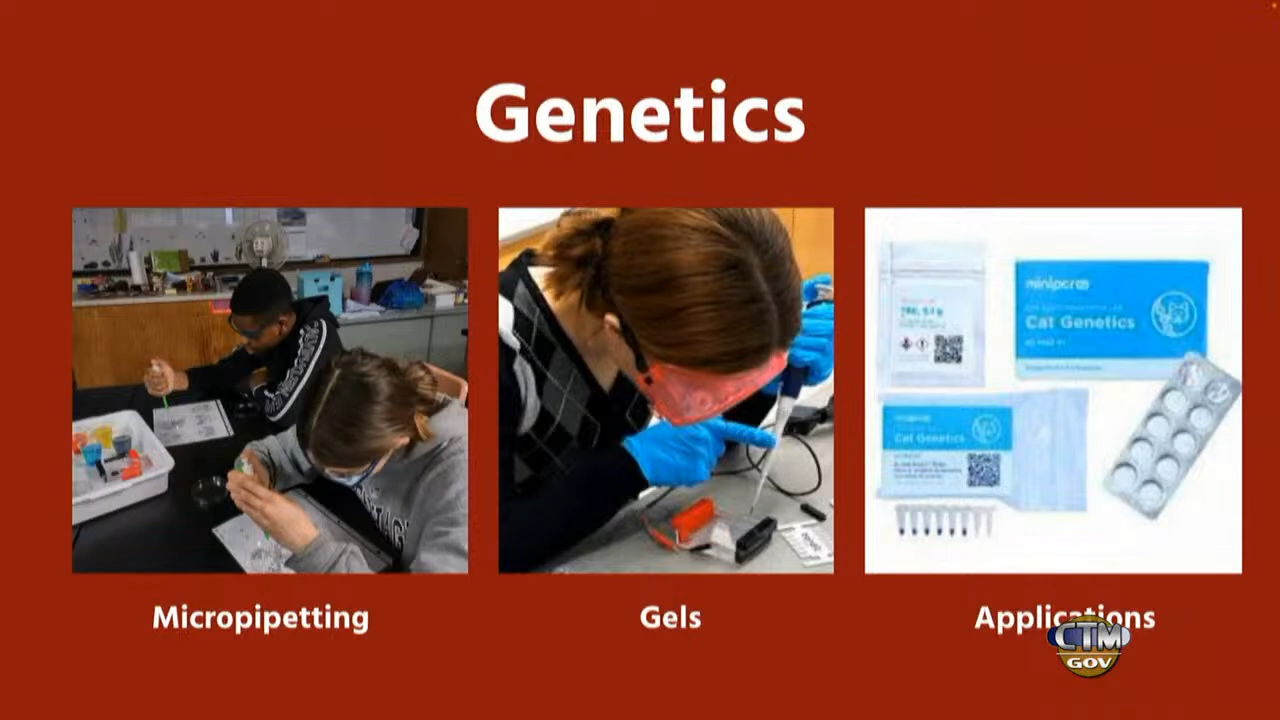 Genetics
minipcr
Cat Genetics
Cat Genetics
Micropipetting
Gels
Applications
CTM
GOV